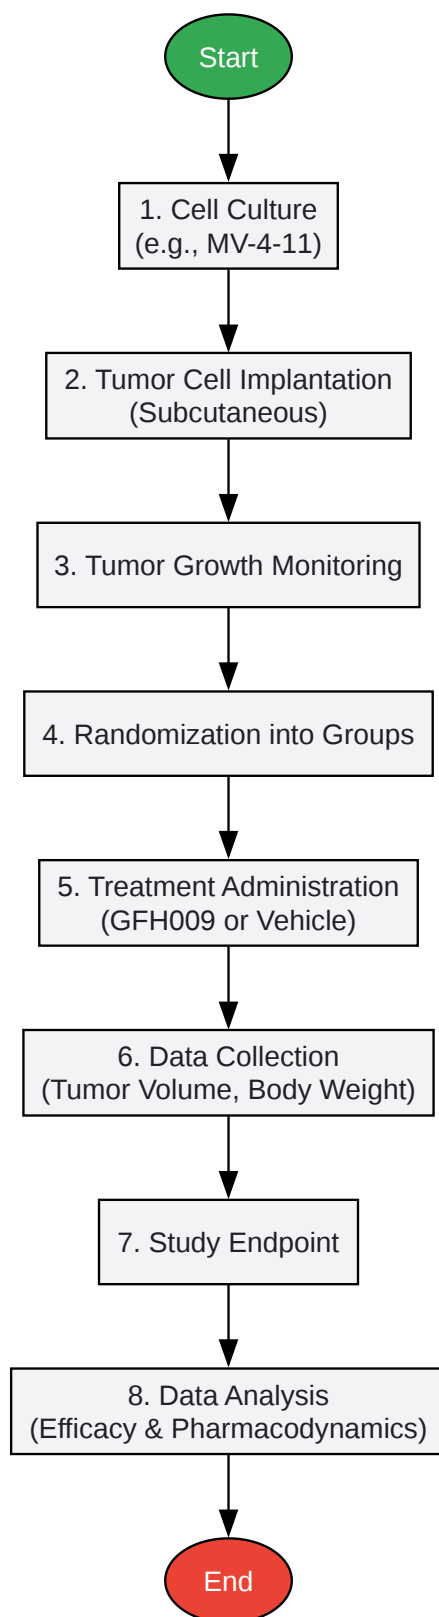 Start
1. Cell Culture
(e.g., MV-4-11)
2. Tumor Cell Implantation
(Subcutaneous)
3. Tumor Growth Monitoring
4. Randomization into Groups
5. Treatment Administration
(GFH009 or Vehicle)
6. Data Collection
(Tumor Volume, Body Weight)
7. Study Endpoint
8. Data Analysis
(Efficacy & Pharmacodynamics)
End